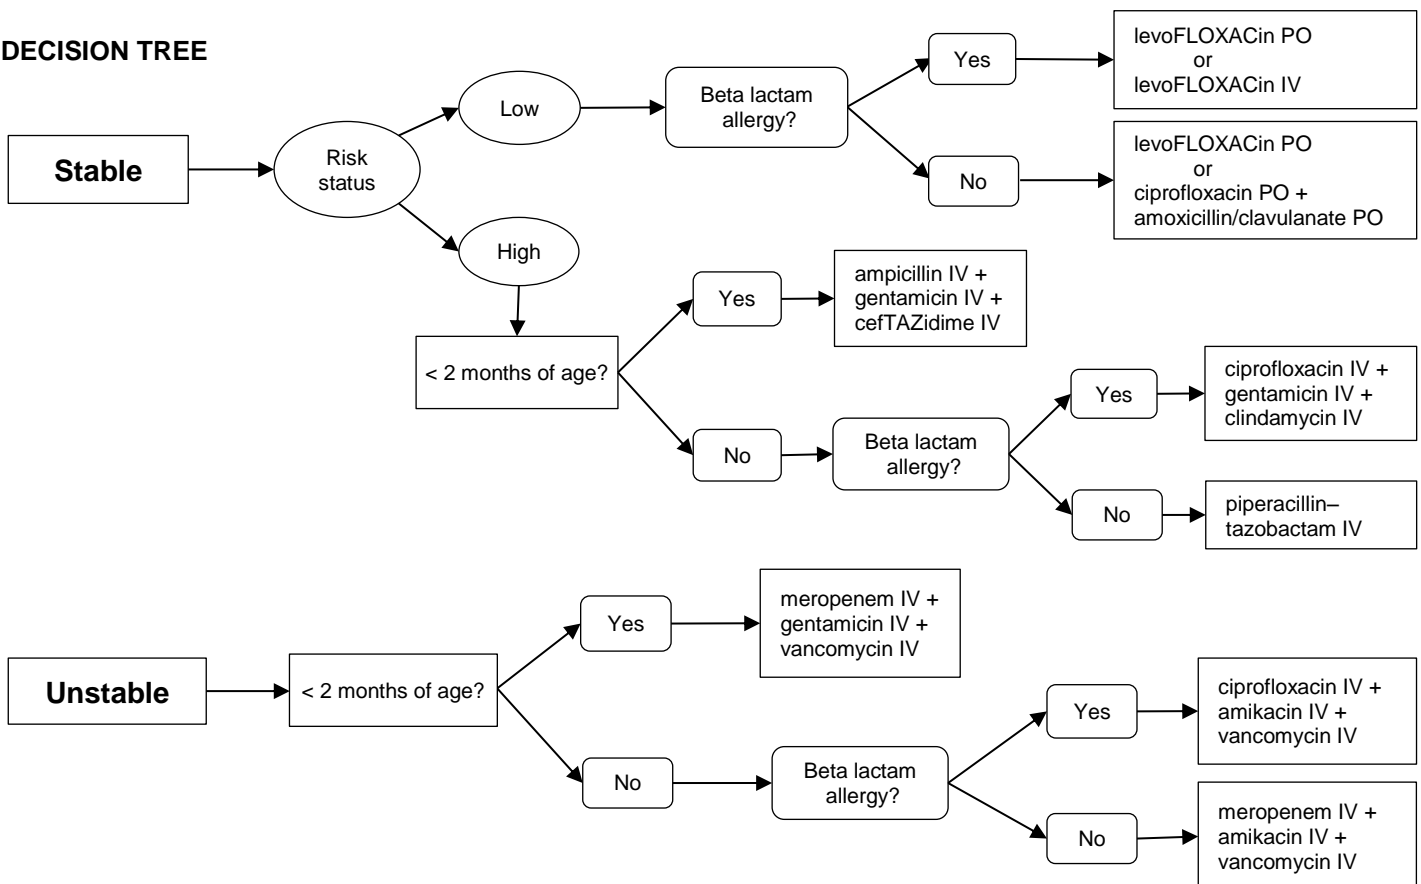 DECISION TREE
Stable
Risk
status
Low
Beta lactam
allergy?
Yes
levoFLOXACin PO
or
levoFLOXACin IV
No
levoFLOXACin PO
or
ciprofloxacin PO +
amoxicillin/clavulanate PO
High
< 2 months of age?
Yes
ampicillin IV +
gentamicin IV +
cefTAZidime IV
No
Beta lactam
allergy?
Yes
ciprofloxacin IV +
gentamicin IV +
clindamycin IV
No
piperacillin–
tazobactam IV
Unstable
< 2 months of age?
Yes
meropenem IV +
gentamicin IV +
vancomycin IV
No
Beta lactam
allergy?
Yes
ciprofloxacin IV +
amikacin IV +
vancomycin IV
No
meropenem IV +
amikacin IV +
vancomycin IV